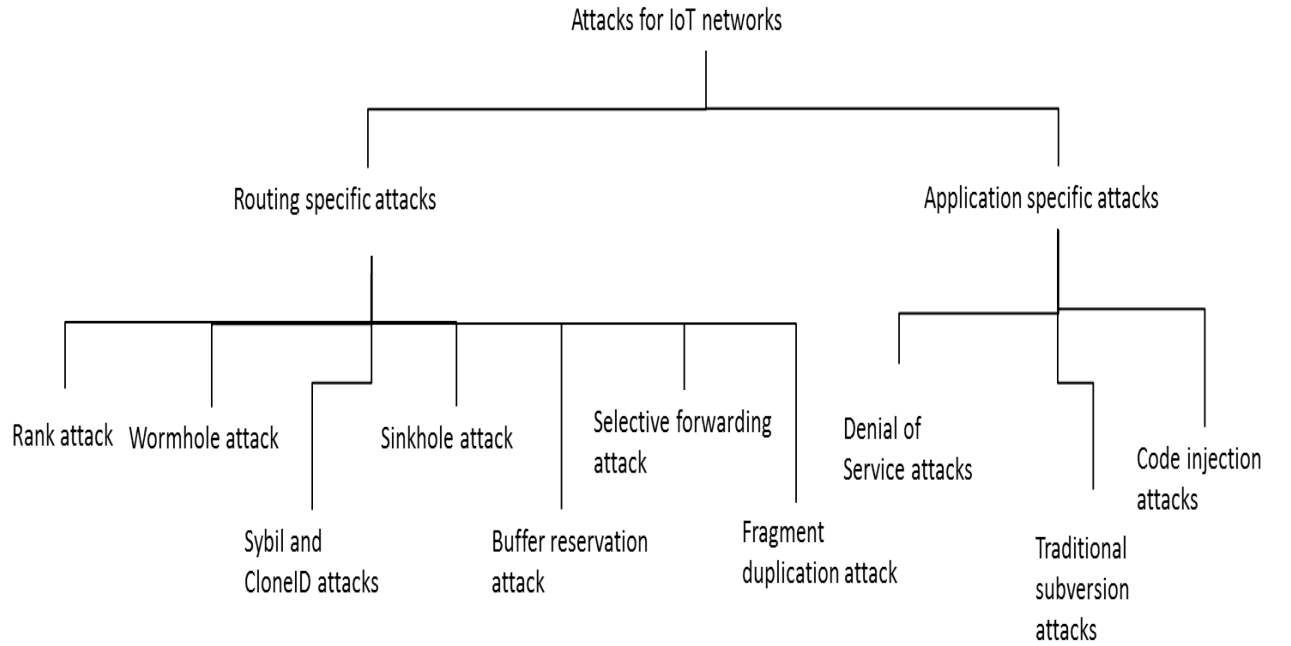 Attacks for IoT networks
Routing specific attacks
Application specific attacks
Rank attack
Wormhole attack
Sybil and
CloneID attacks
Sinkhole attack
Buffer reservation
attack
Selective forwarding
attack
Fragment
duplication attack
Denial of
Service attacks
Traditional
subversion
attacks
Code injection
attacks